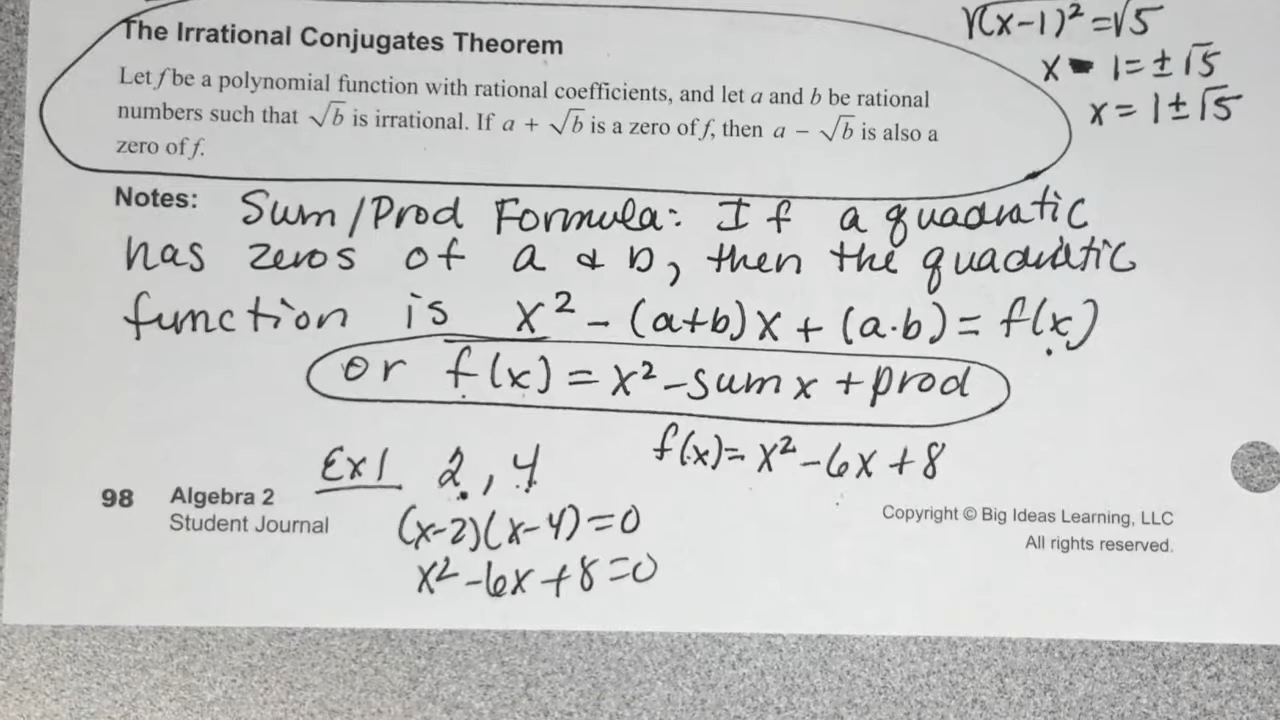 The Irrational Conjugates Theorem
Let f be a polynomial function with rational coefficients, and let a and b be rational
numbers such that √b is irrational. If a + √b is a zero of f, then a − √b is also a
zero of f.
√(x-1)² = √5
x - 1 = ± √5
x = 1 ± √5
Notes: Sum/Prod Formula: If a quadratic
has zeros of a & b, then the quadratic
function is x² - (a+b)x + (a·b) = f(x)
or f(x) = x² - sum x + prod
Ex1 2, 4 f(x) = x² - 6x + 8
(x-2)(x-4) = 0
x² - 6x + 8 = 0
98 Algebra 2
Student Journal
Copyright © Big Ideas Learning, LLC
All rights reserved.